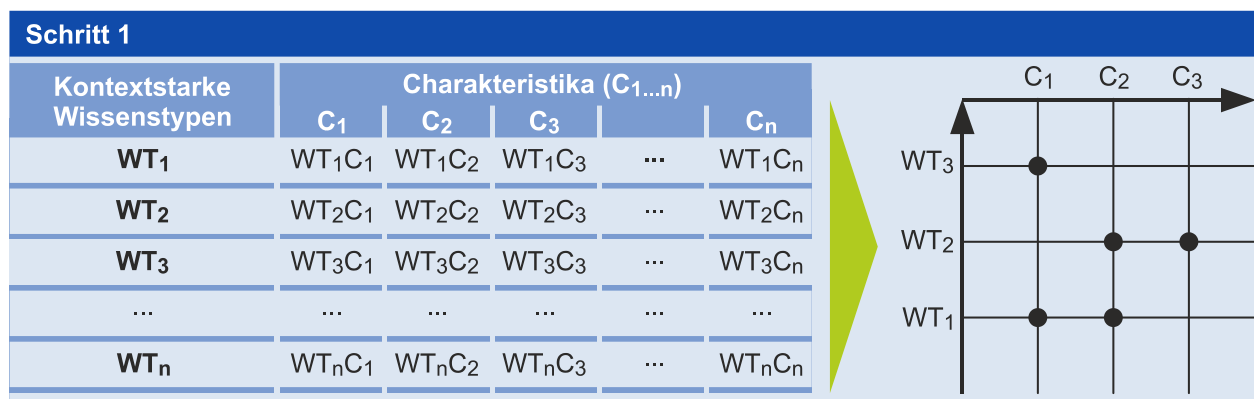 Schritt 1
Kontextstarke Wissenstypen
Charakteristika (C₁...ₙ)
C₁ C₂ C₃ Cₙ
WT₁ WT₁C₁ WT₁C₂ WT₁C₃ ... WT₁Cₙ
WT₂ WT₂C₁ WT₂C₂ WT₂C₃ ... WT₂Cₙ
WT₃ WT₃C₁ WT₃C₂ WT₃C₃ ... WT₃Cₙ
... ... ... ... ... ...
WTₙ WTₙC₁ WTₙC₂ WTₙC₃ ... WTₙCₙ
C₁ C₂ C₃
WT₃
WT₂
WT₁